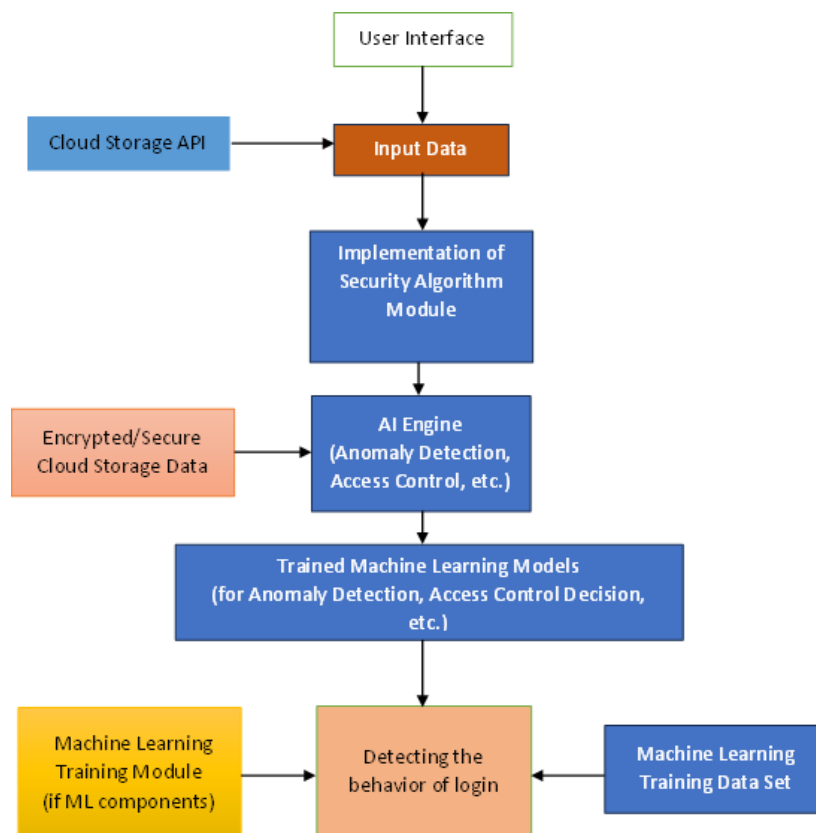 User Interface
Cloud Storage API
Input Data
Implementation of
Security Algorithm
Module
AI Engine
(Anomaly Detection,
Access Control, etc.)
Encrypted/Secure
Cloud Storage Data
Trained Machine Learning Models
(for Anomaly Detection, Access Control Decision,
etc.)
Machine Learning
Training Module
(if ML components)
Detecting the
behavior of login
Machine Learning
Training Data Set